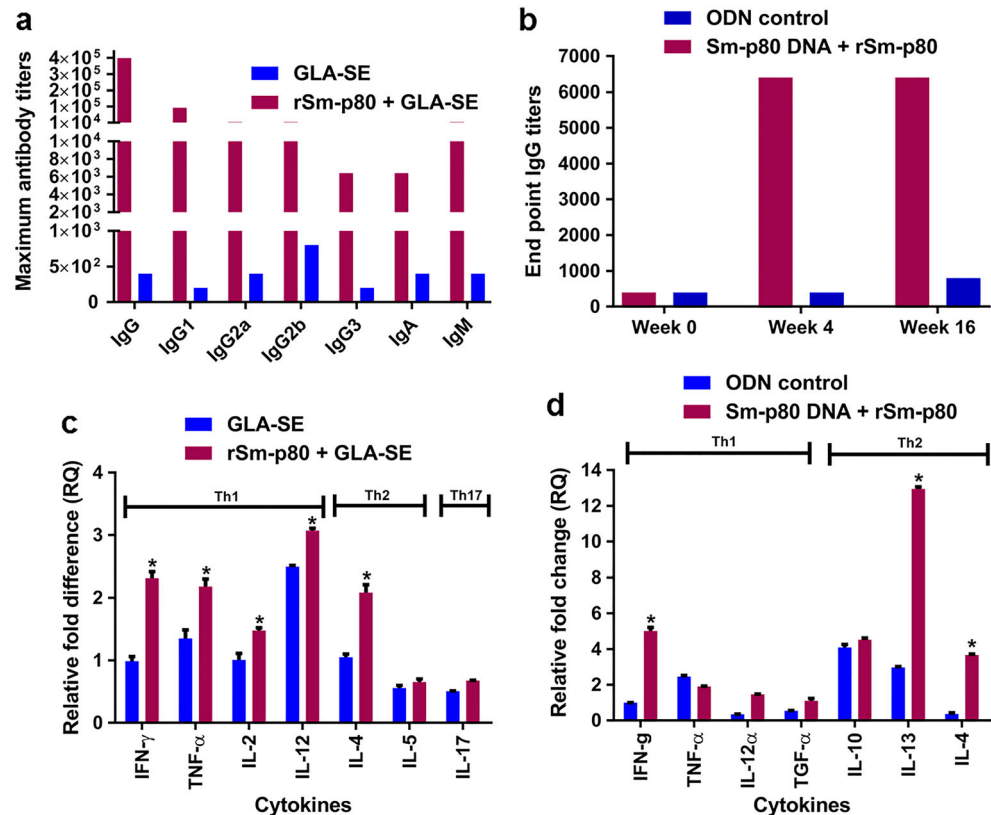 a
GLA-SE
rSm-p80 + GLA-SE
Maximum antibody titers
4×10⁵
3×10⁵
2×10⁵
1×10⁵
1×10⁴
1×10⁴
8×10³
6×10³
4×10³
2×10³
1×10³
5×10²
0
IgG
IgG1
IgG2a
IgG2b
IgG3
IgA
IgM
b
ODN control
Sm-p80 DNA + rSm-p80
End point IgG titers
7000
6000
5000
4000
3000
2000
1000
0
Week 0
Week 4
Week 16
c
GLA-SE
rSm-p80 + GLA-SE
Th1
Th2
Th17
Relative fold difference (RQ)
4
3
2
1
0
*
*
*
*
*
IFN-γ
TNF-α
IL-2
IL-12
IL-4
IL-5
IL-17
Cytokines
d
ODN control
Sm-p80 DNA + rSm-p80
Th1
Th2
Relative fold change (RQ)
14
12
10
8
6
4
2
0
*
*
*
IFN-g
TNF-α
IL-12α
TGF-α
IL-10
IL-13
IL-4
Cytokines